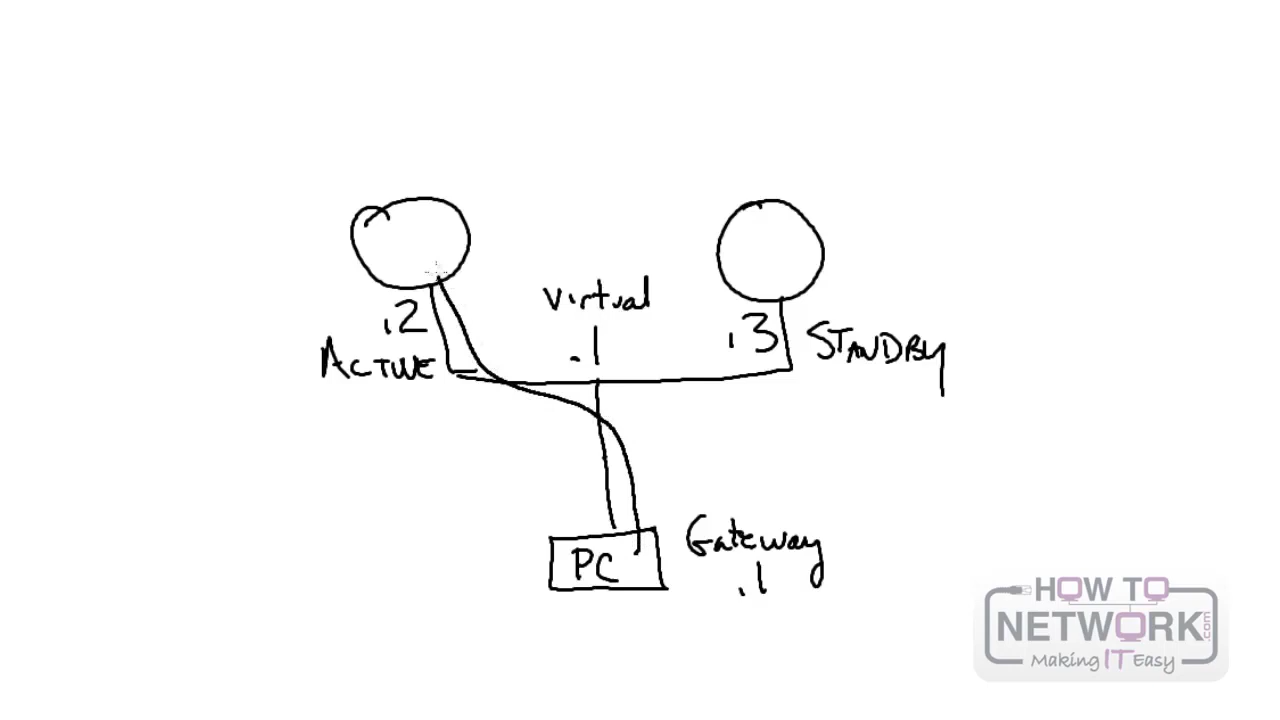 Virtual
.2
.1
.3
ACTIVE
STANDBY
PC
Gateway
.1
HOW TO
NETWORK.com
Making IT Easy